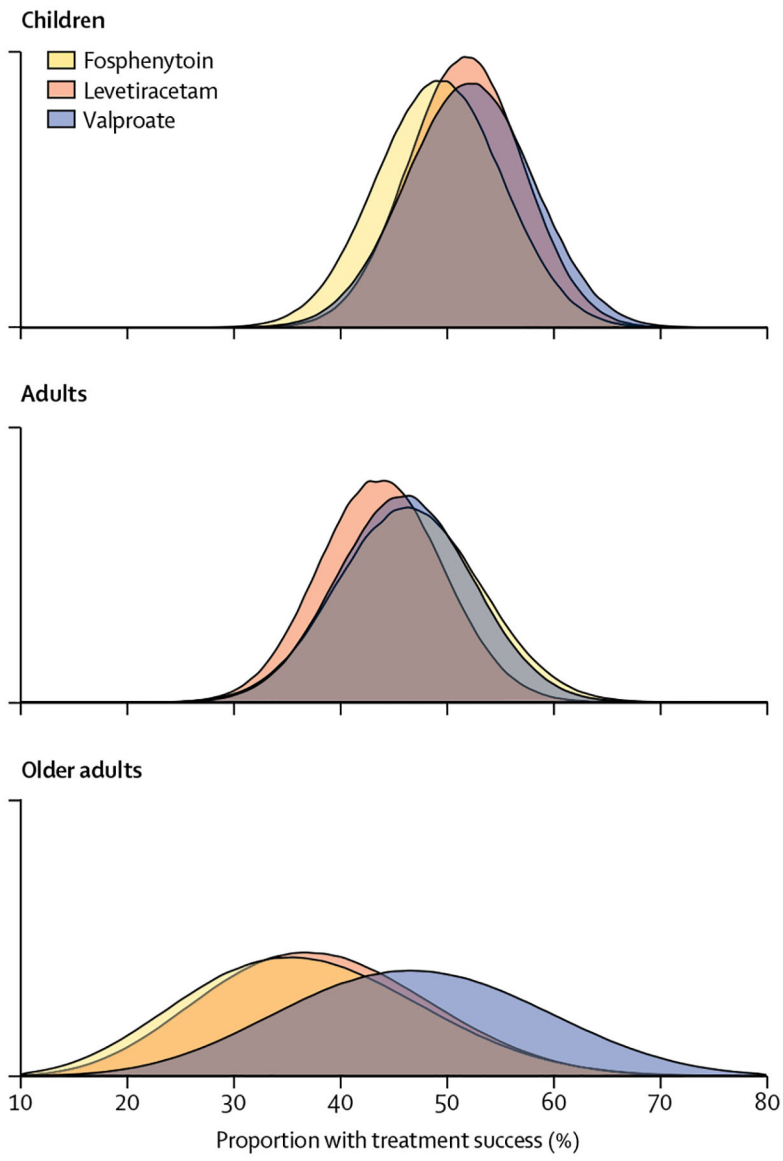 Children
Fosphenytoin
Levetiracetam
Valproate
Adults
Older adults
10 20 30 40 50 60 70 80
Proportion with treatment success (%)